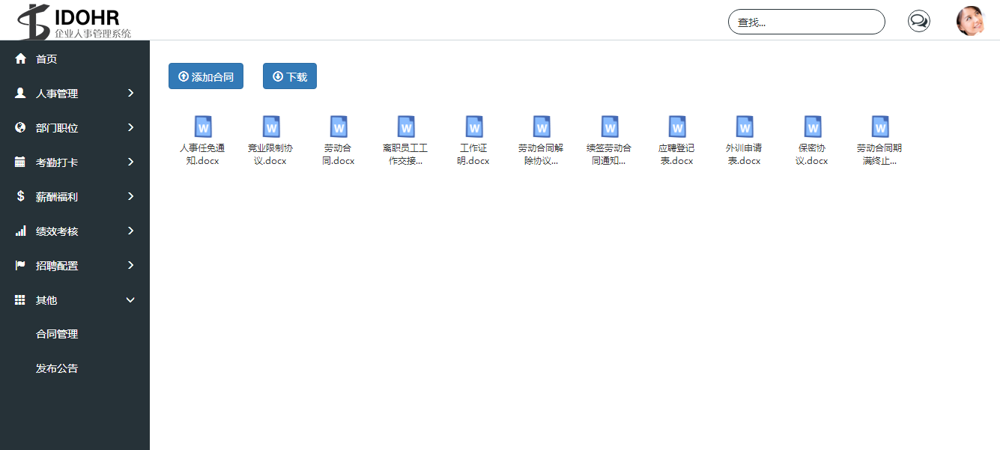 IDOHR
企业人事管理系统
查找...
首页
人事管理
部门职位
考勤打卡
薪酬福利
绩效考核
招聘配置
其他
合同管理
发布公告
添加合同
下载
人事任免通
知.docx
竞业限制协
议.docx
劳动合
同.docx
离职员工工
作交接...
工作证
明.docx
劳动合同解
除协议...
续签劳动合
同通知...
应聘登记
表.docx
外训申请
表.docx
保密协
议.docx
劳动合同期
满终止...